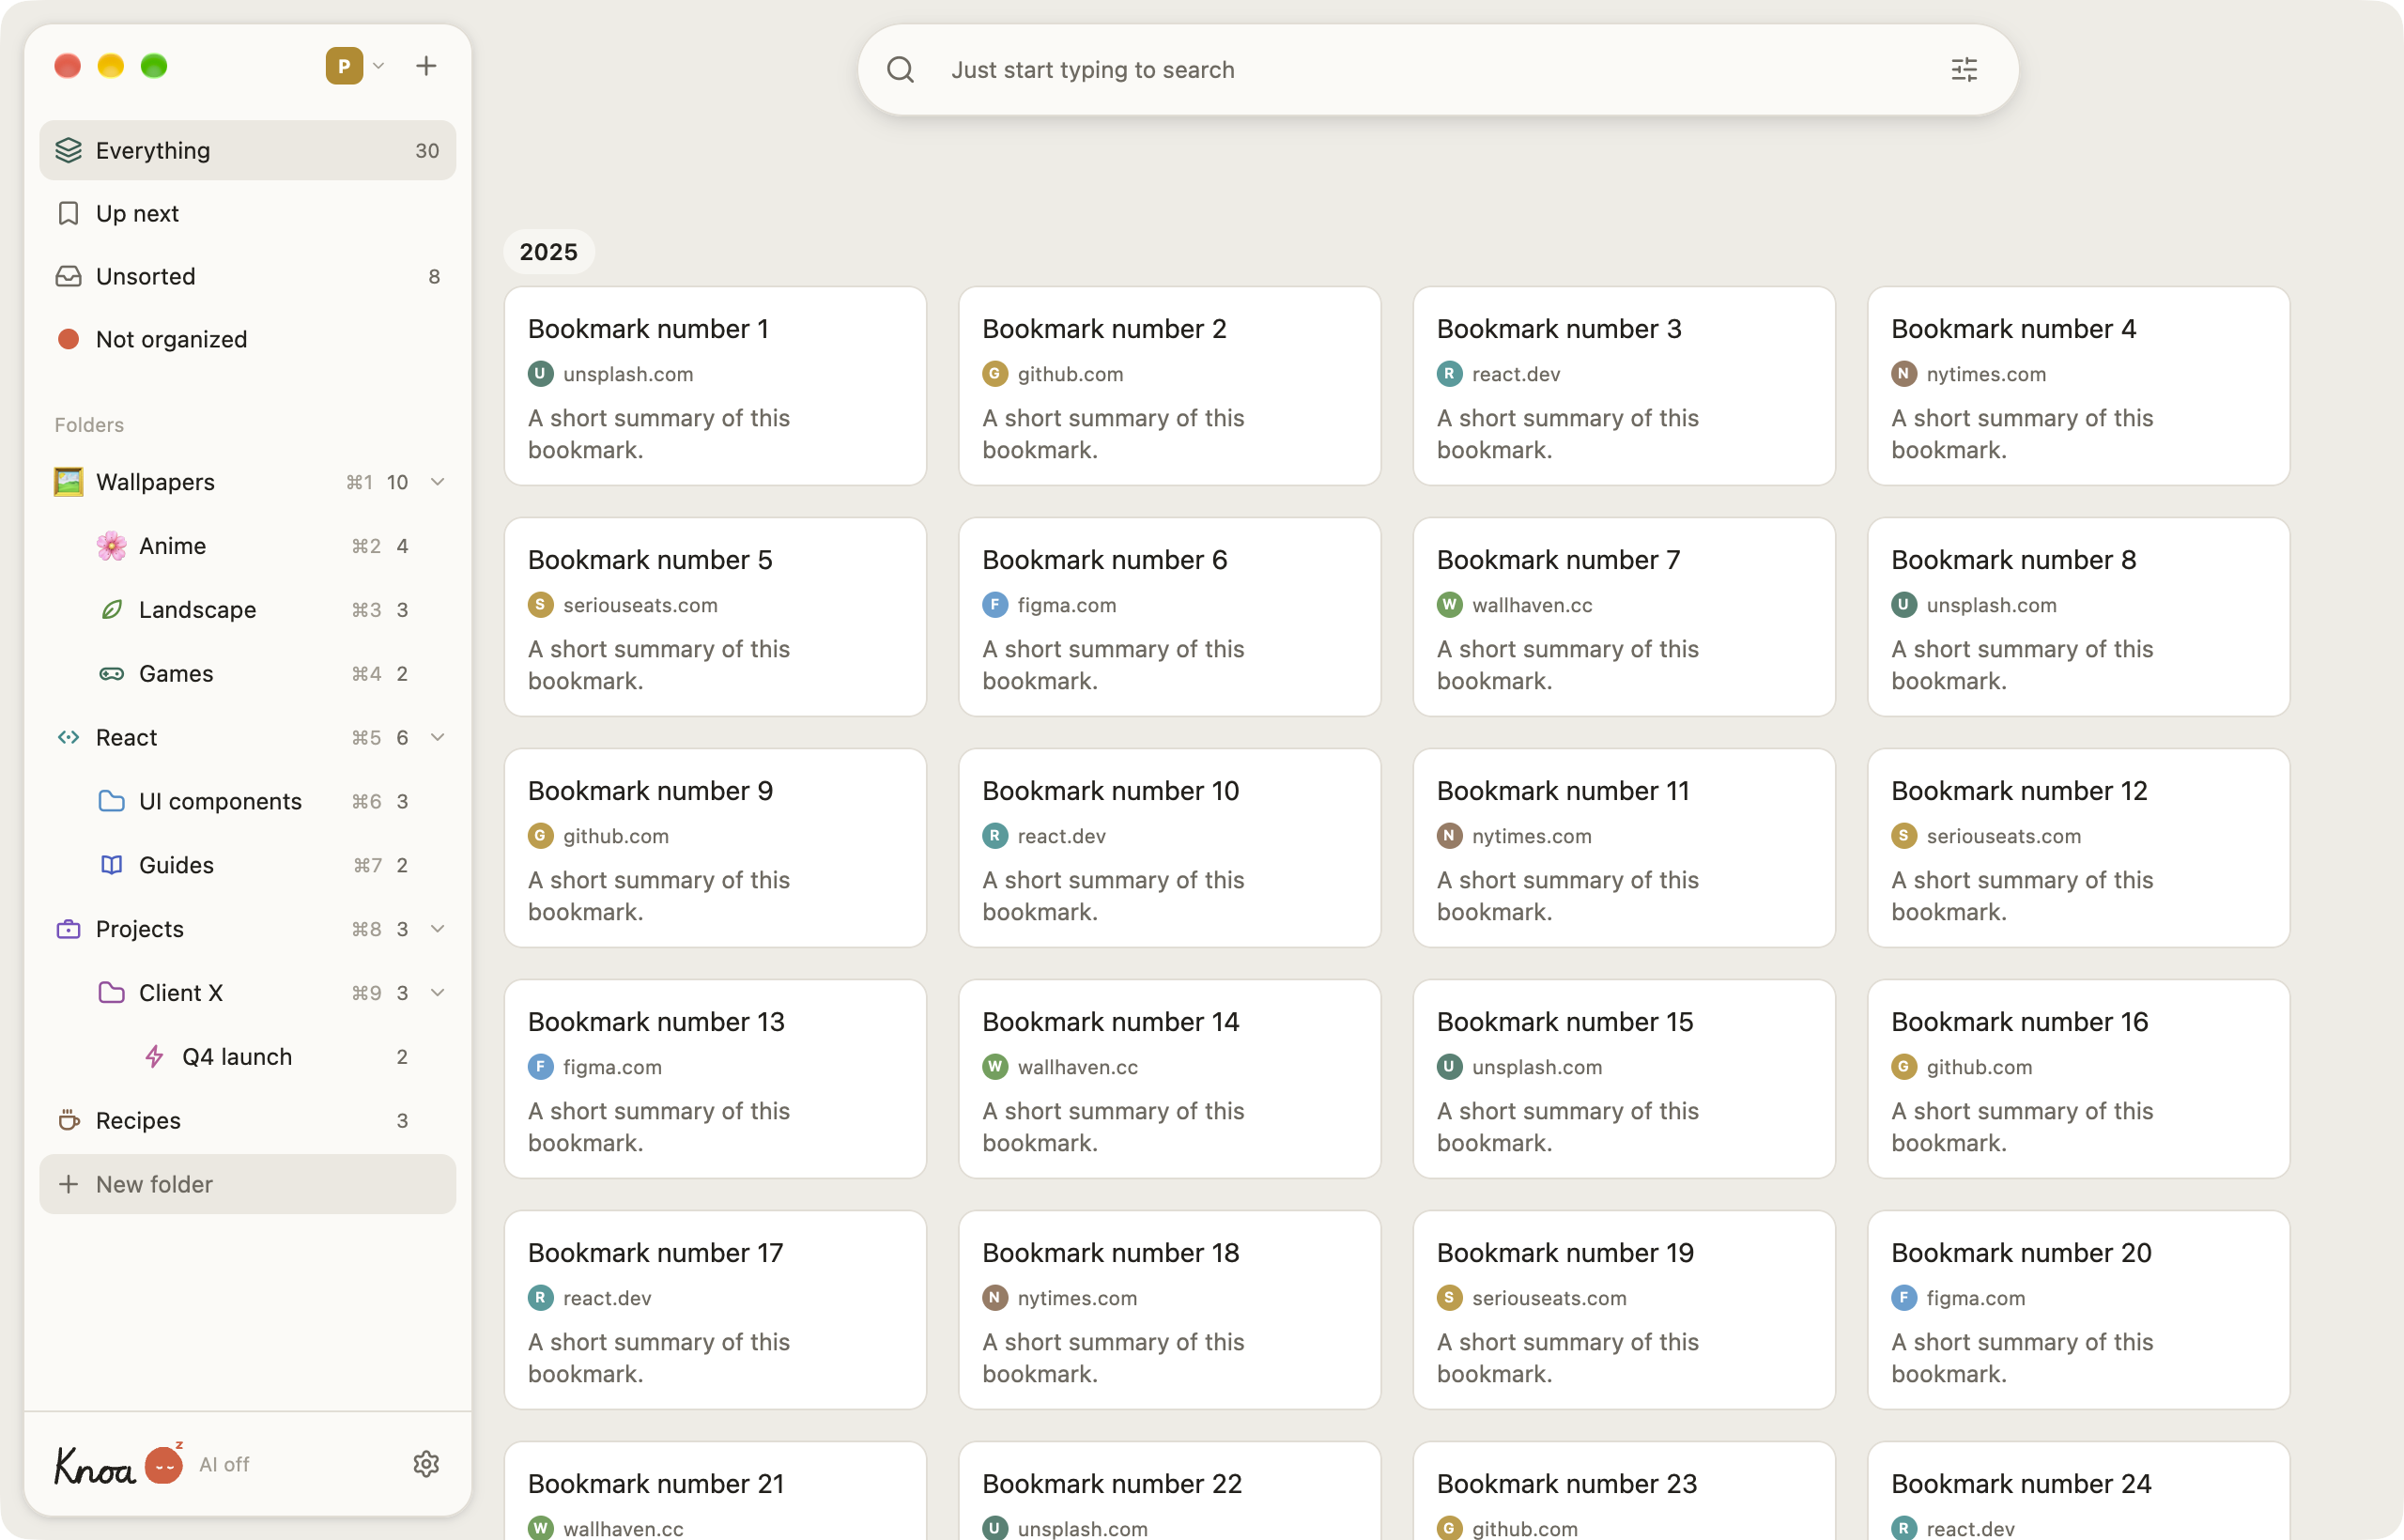 P
Everything 30
Up next
Unsorted 8
Not organized
Folders
Wallpapers ⌘1 10
Anime ⌘2 4
Landscape ⌘3 3
Games ⌘4 2
React ⌘5 6
UI components ⌘6 3
Guides ⌘7 2
Projects ⌘8 3
Client X ⌘9 3
Q4 launch 2
Recipes 3
New folder
Knoa z AI off
Just start typing to search
2025
Bookmark number 1
U unsplash.com
A short summary of this
bookmark.
Bookmark number 2
G github.com
A short summary of this
bookmark.
Bookmark number 3
R react.dev
A short summary of this
bookmark.
Bookmark number 4
N nytimes.com
A short summary of this
bookmark.
Bookmark number 5
S seriouseats.com
A short summary of this
bookmark.
Bookmark number 6
F figma.com
A short summary of this
bookmark.
Bookmark number 7
W wallhaven.cc
A short summary of this
bookmark.
Bookmark number 8
U unsplash.com
A short summary of this
bookmark.
Bookmark number 9
G github.com
A short summary of this
bookmark.
Bookmark number 10
R react.dev
A short summary of this
bookmark.
Bookmark number 11
N nytimes.com
A short summary of this
bookmark.
Bookmark number 12
S seriouseats.com
A short summary of this
bookmark.
Bookmark number 13
F figma.com
A short summary of this
bookmark.
Bookmark number 14
W wallhaven.cc
A short summary of this
bookmark.
Bookmark number 15
U unsplash.com
A short summary of this
bookmark.
Bookmark number 16
G github.com
A short summary of this
bookmark.
Bookmark number 17
R react.dev
A short summary of this
bookmark.
Bookmark number 18
N nytimes.com
A short summary of this
bookmark.
Bookmark number 19
S seriouseats.com
A short summary of this
bookmark.
Bookmark number 20
F figma.com
A short summary of this
bookmark.
Bookmark number 21
W wallhaven.cc
Bookmark number 22
U unsplash.com
Bookmark number 23
G github.com
Bookmark number 24
R react.dev